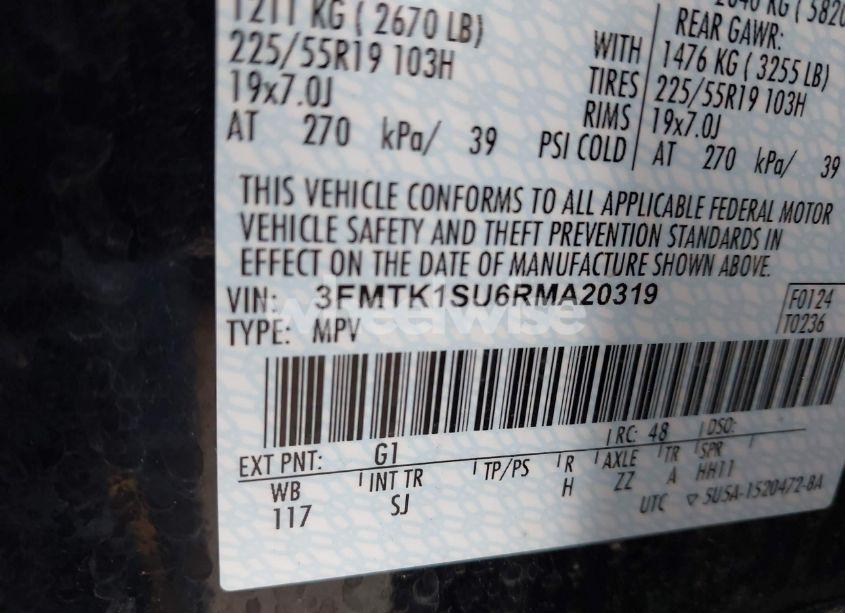 1211 KG ( 2670 LB)
225/55R19 103H
19x7.0J
AT 270 kPa/ 39 PSI COLD
WITH
TIRES
RIMS
REAR GAWR:
1476 KG ( 3255 LB)
225/55R19 103H
19x7.0J
AT 270 kPa/ 39
THIS VEHICLE CONFORMS TO ALL APPLICABLE FEDERAL MOTOR
VEHICLE SAFETY AND THEFT PREVENTION STANDARDS IN
EFFECT ON THE DATE OF MANUFACTURE SHOWN ABOVE.
VIN: 3FMTK1SU6RMA20319
TYPE: MPV
F0124
T0236
wheelwise
EXT PNT: G1 RC: 48 DSO:
WB INT TR TP/PS R AXLE TR SPR
117 SJ H ZZ A HH11
UTC ▽ 5U5A-1520472-BA